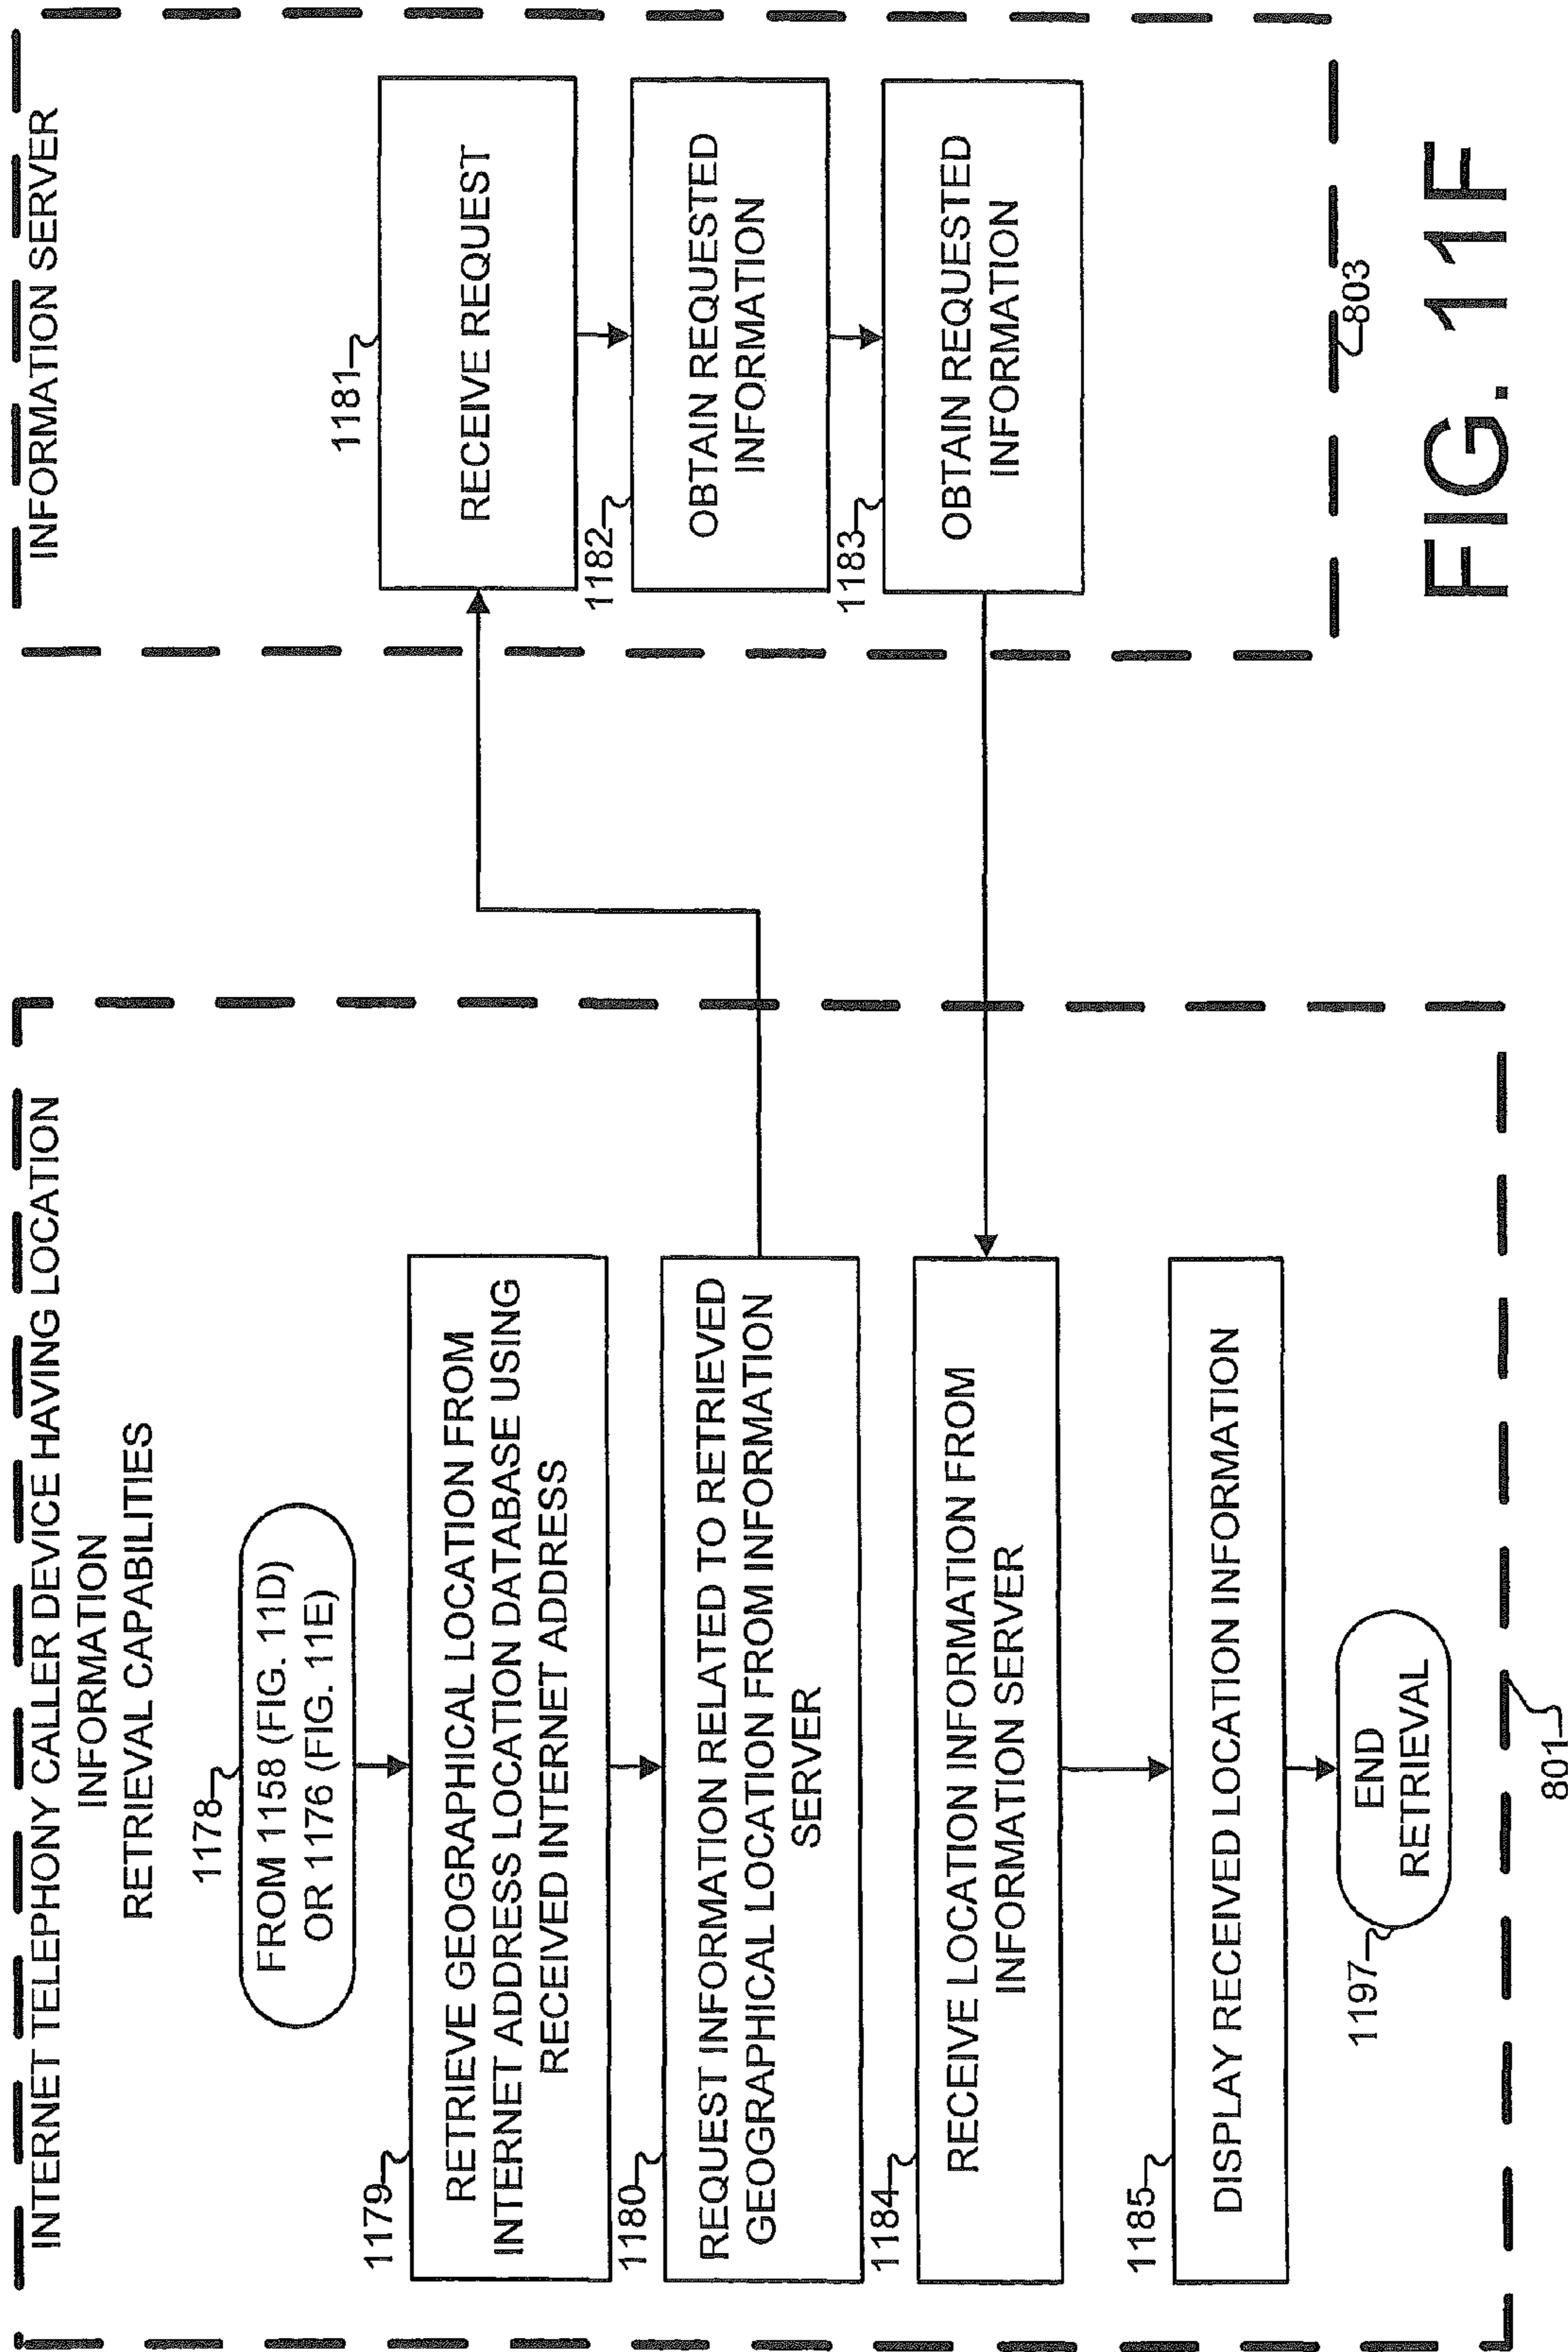 INTERNET TELEPHONY CALLER DEVICE HAVING LOCATION
INFORMATION
RETRIEVAL CAPABILITIES
1178
FROM 1158 (FIG. 11D)
OR 1176 (FIG. 11E)
1179
RETRIEVE GEOGRAPHICAL LOCATION FROM
INTERNET ADDRESS LOCATION DATABASE USING
RECEIVED INTERNET ADDRESS
1180
REQUEST INFORMATION RELATED TO RETRIEVED
GEOGRAPHICAL LOCATION FROM INFORMATION
SERVER
1184
RECEIVE LOCATION INFORMATION FROM
INFORMATION SERVER
1185
DISPLAY RECEIVED LOCATION INFORMATION
1197
END
RETRIEVAL
801
INFORMATION SERVER
1181
RECEIVE REQUEST
1182
OBTAIN REQUESTED
INFORMATION
1183
OBTAIN REQUESTED
INFORMATION
803
FIG. 11F